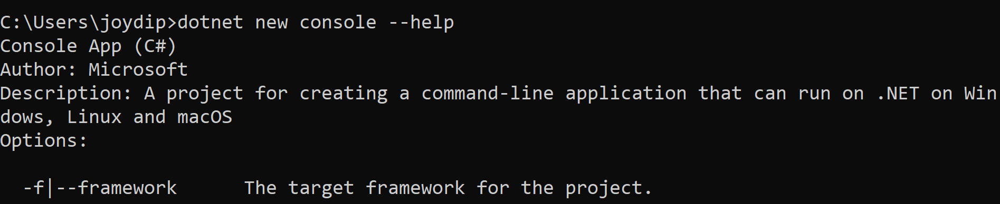 C:\Users\joydip>dotnet new console --help
Console App (C#)
Author: Microsoft
Description: A project for creating a command-line application that can run on .NET on Win
dows, Linux and macOS
Options:
-f|--framework      The target framework for the project.